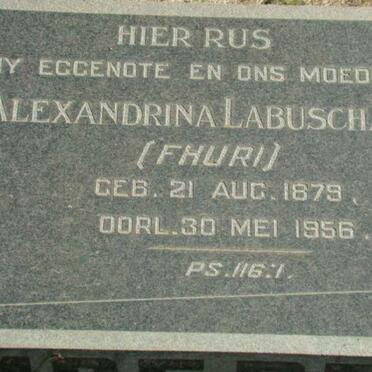 HIER RUS
MY EGGENOTE EN ONS MOED
ALEXANDRINA LABUSCH
(FHURI)
GEB. 21 AUG. 1879.
OORL. 30 MEI 1956.
PS. 116:1.